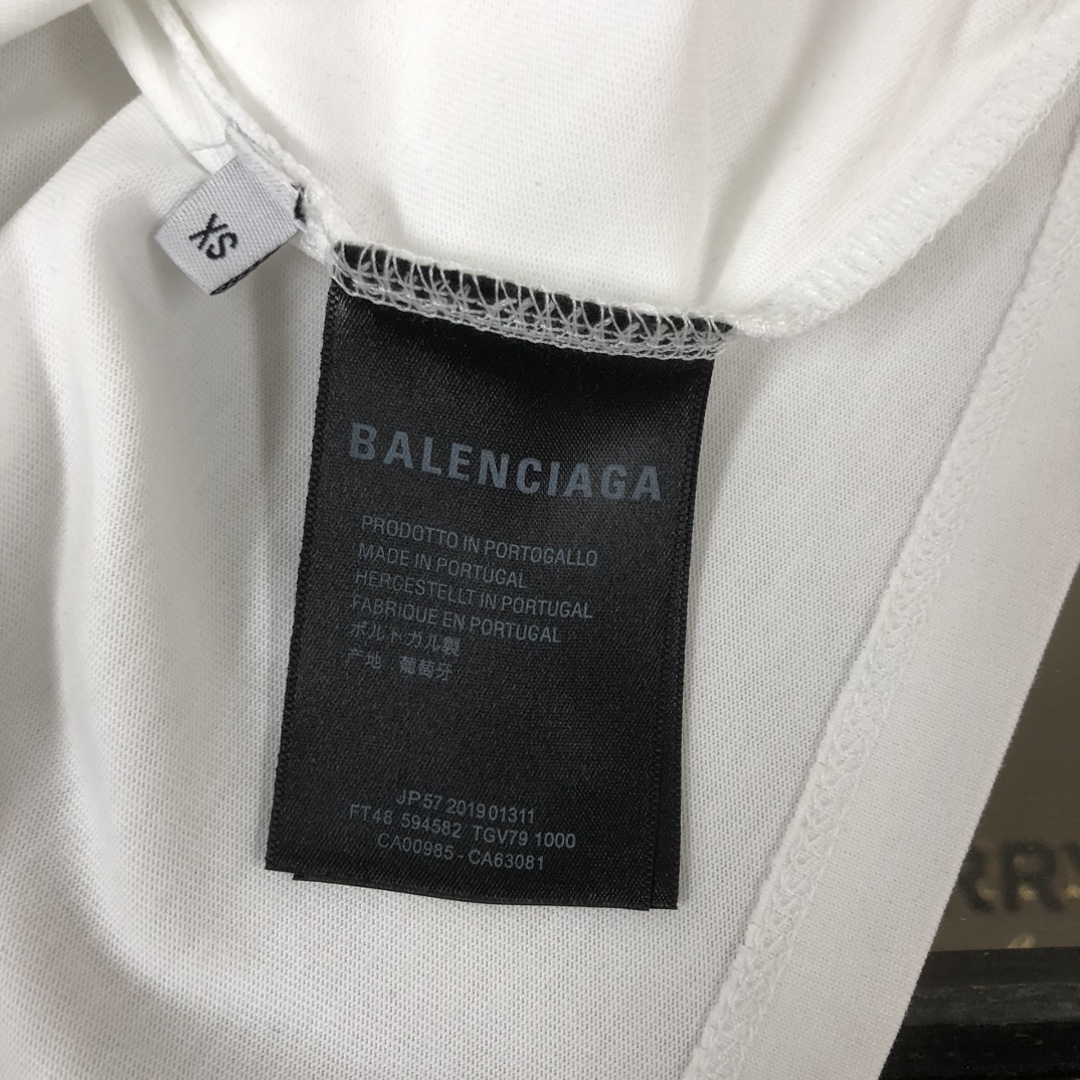 XS
BALENCIAGA
PRODOTTO IN PORTOGALLO
MADE IN PORTUGAL
HERGESTELLT IN PORTUGAL
FABRIQUE EN PORTUGAL
ポルトガル製
产地 葡萄牙
JP57 201901311
FT48 594582 TGV79 1000
CA00985 - CA63081